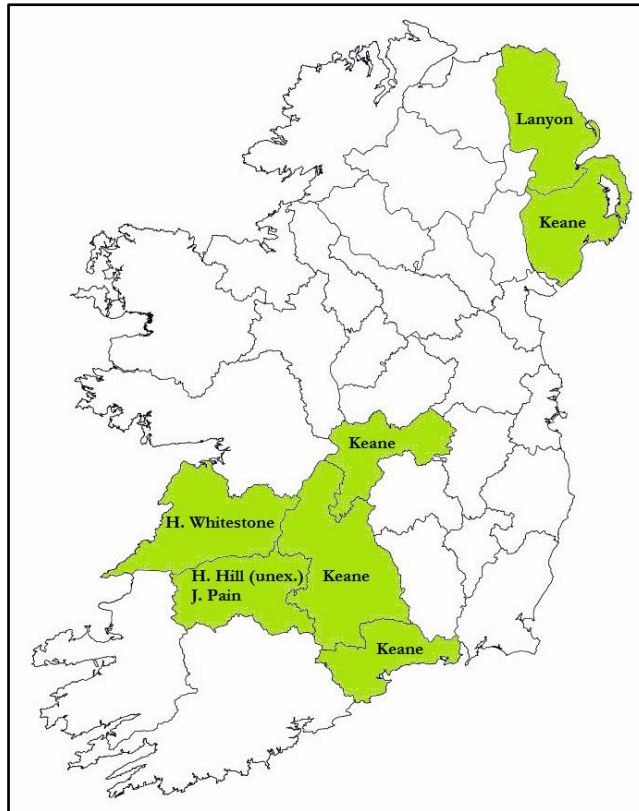 Lanyon
Keane
Keane
H. Whitestone
H. Hill (unex.)
J. Pain
Keane
Keane